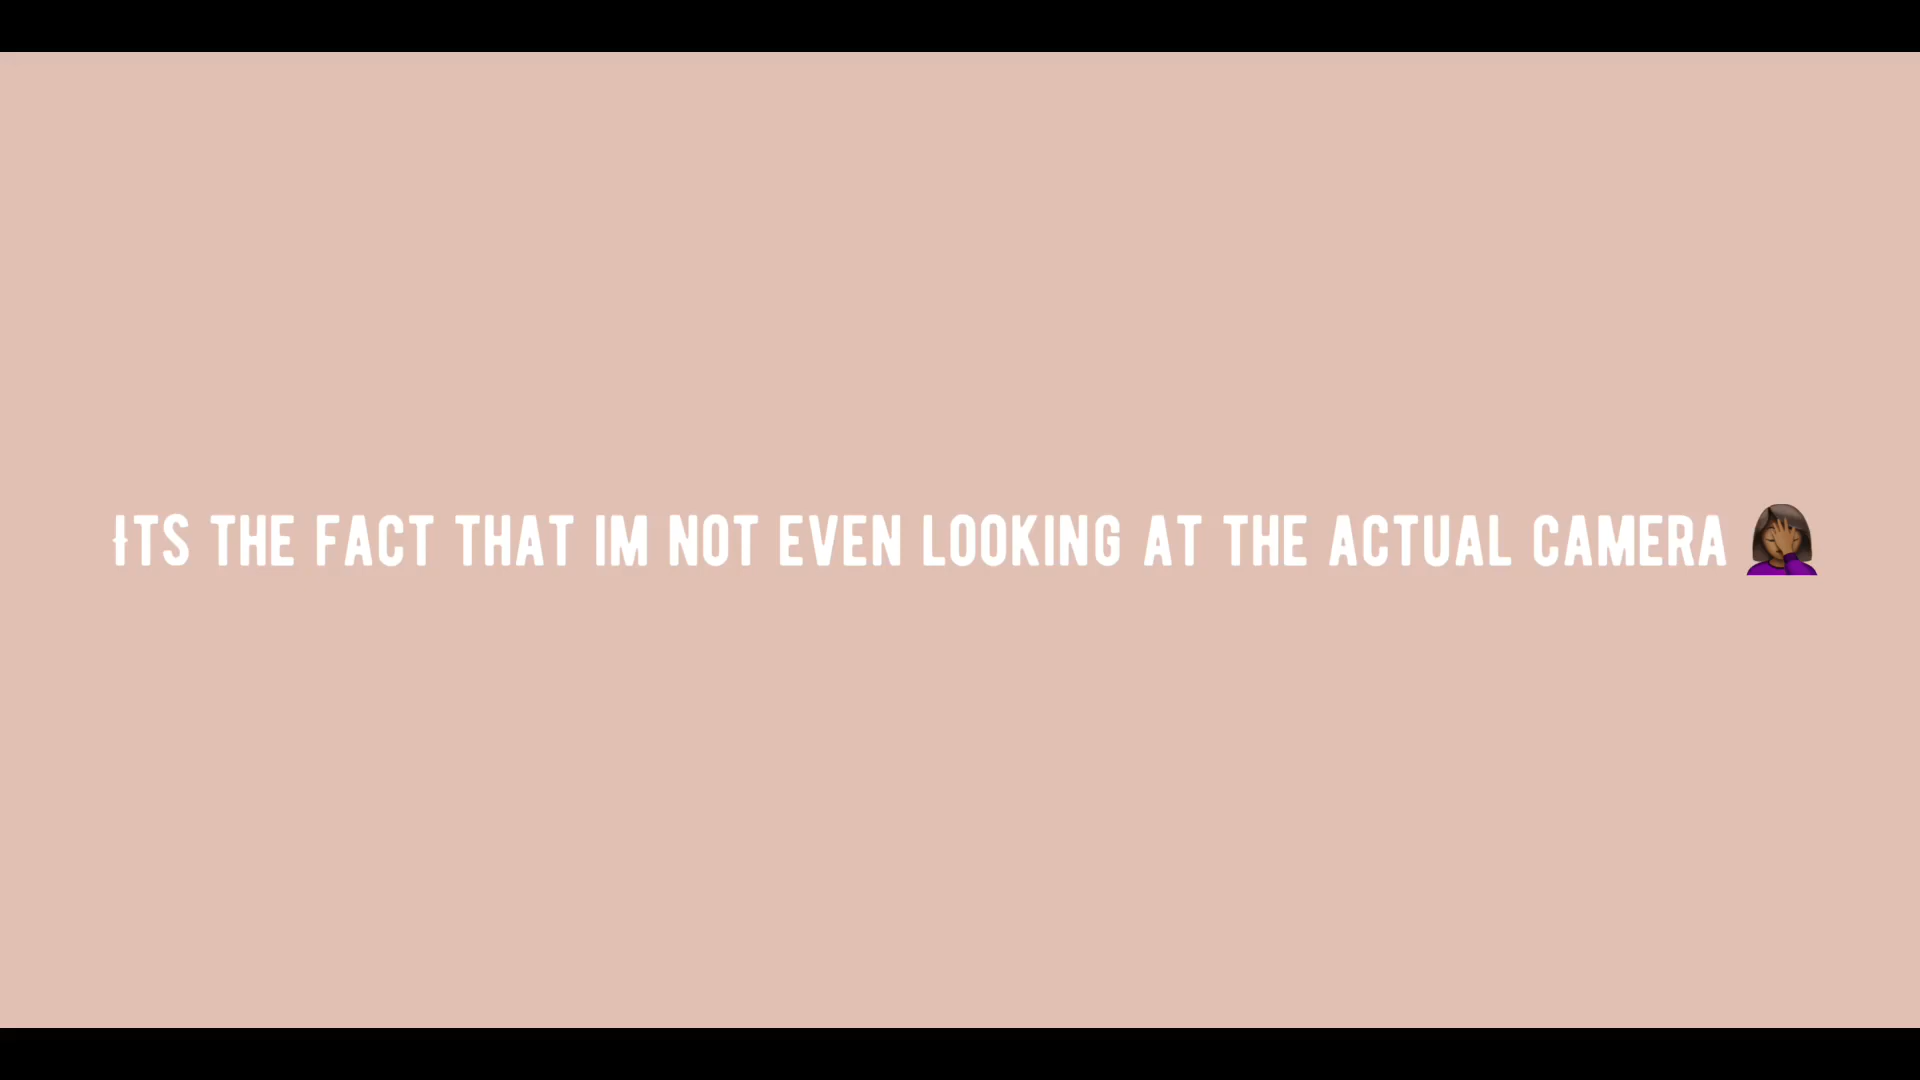 ITS THE FACT THAT IM NOT EVEN LOOKING AT THE ACTUAL CAMERA 🤦🏾‍♀️